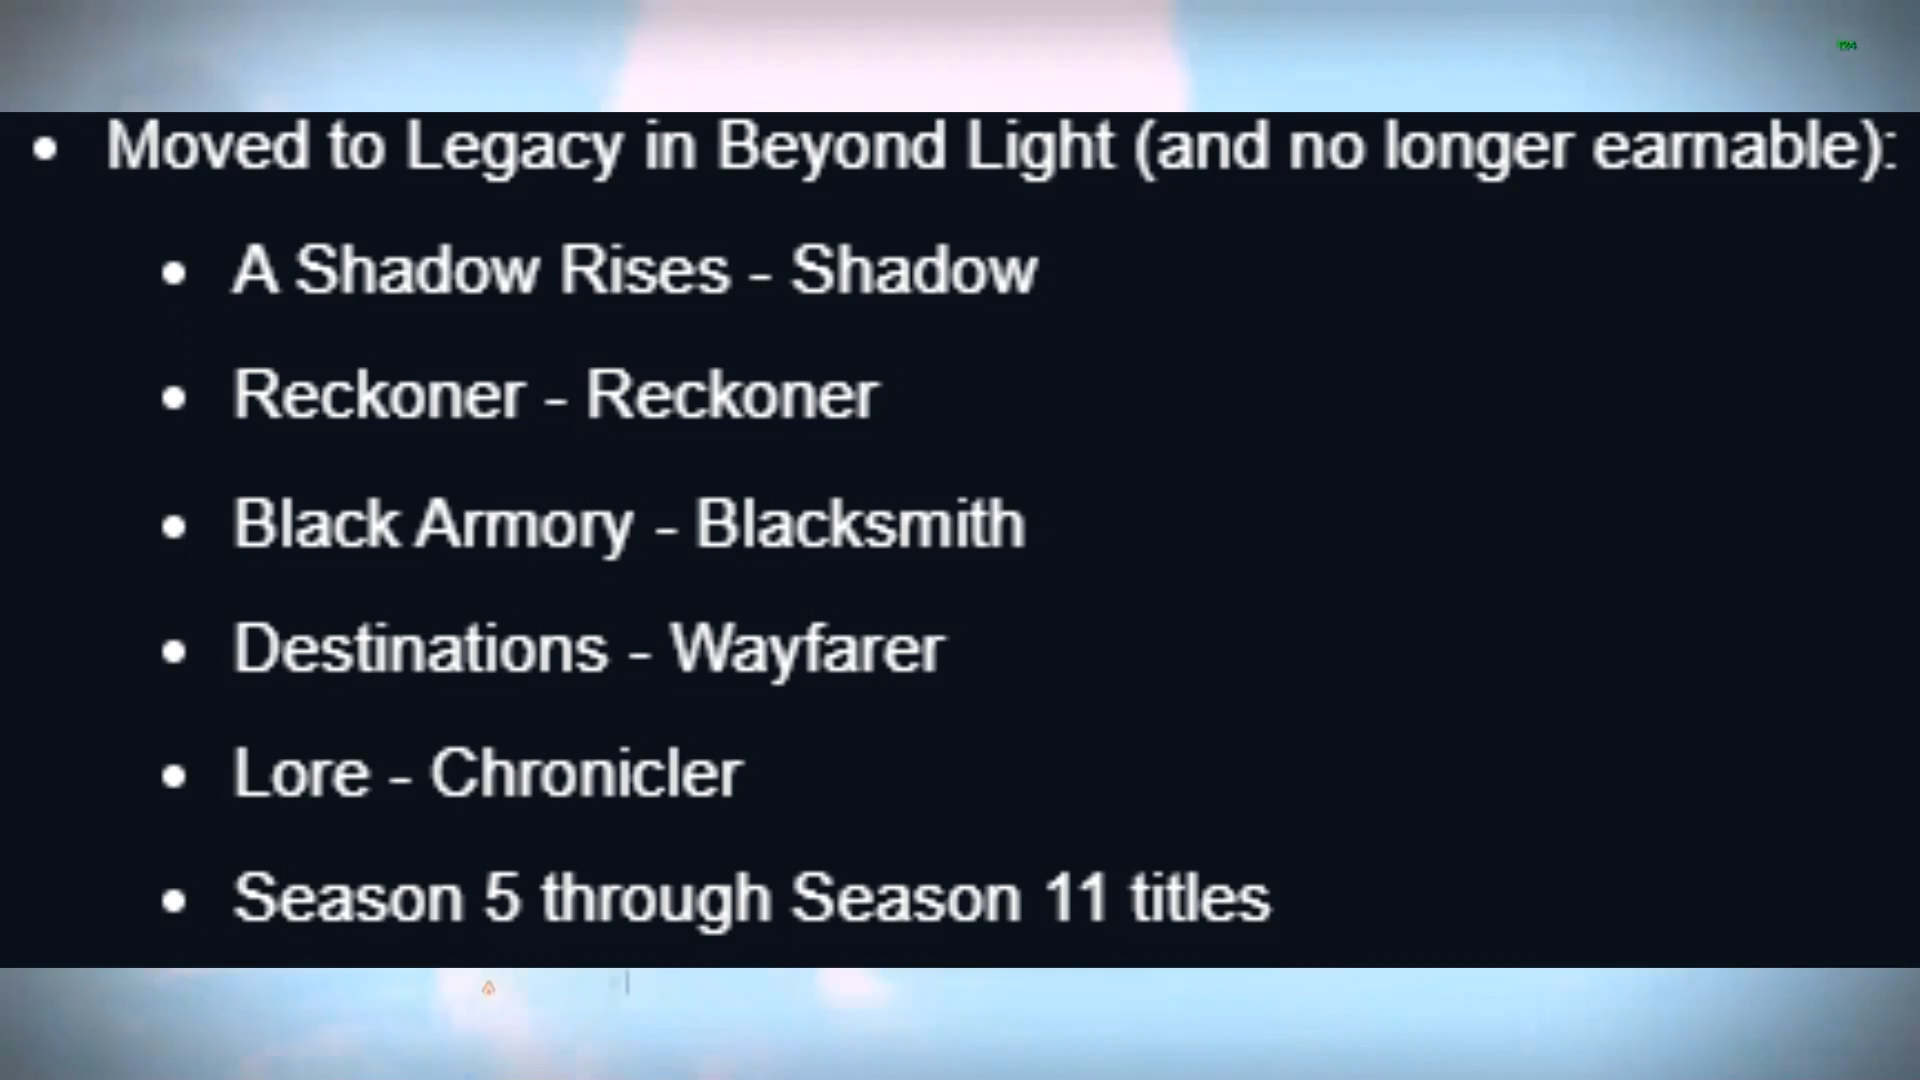 Moved to Legacy in Beyond Light (and no longer earnable):
A Shadow Rises - Shadow
Reckoner - Reckoner
Black Armory - Blacksmith
Destinations - Wayfarer
Lore - Chronicler
Season 5 through Season 11 titles